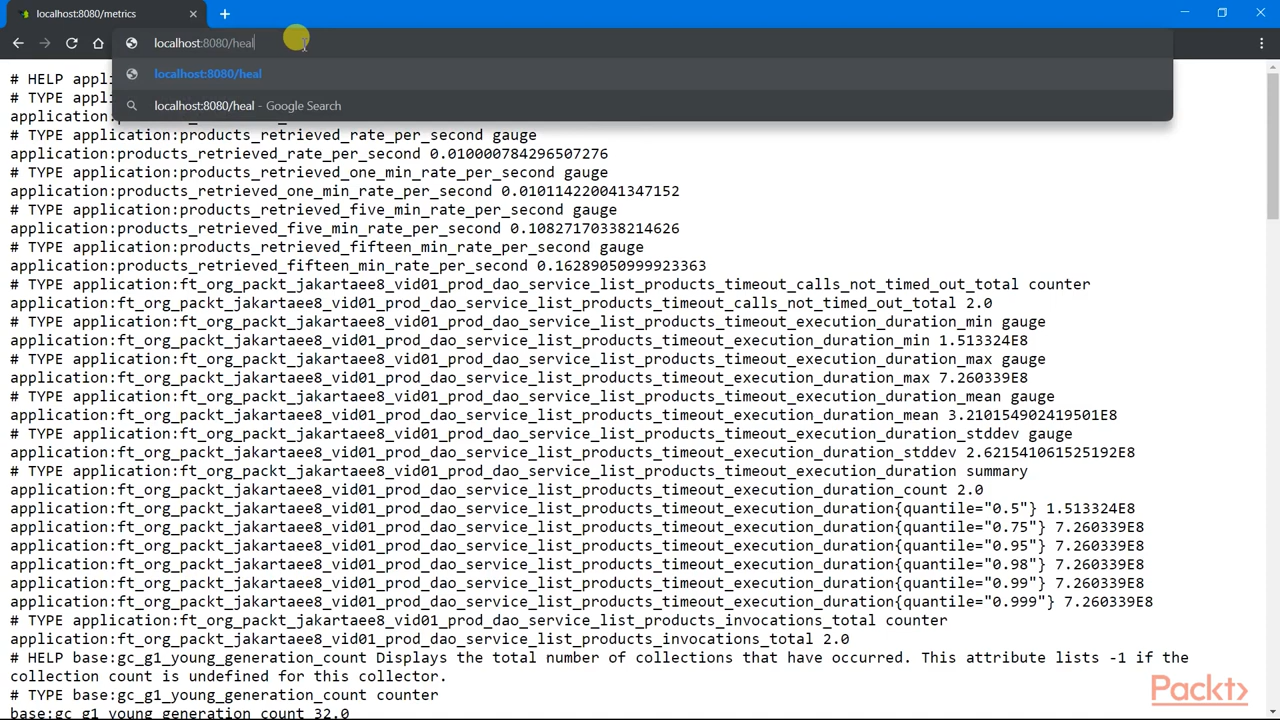 localhost:8080/metrics
localhost:8080/heal
localhost:8080/heal
localhost:8080/heal - Google Search
# HELP appl
# TYPE appl
application:
# TYPE application:products_retrieved_rate_per_second gauge
application:products_retrieved_rate_per_second 0.010000784296507276
# TYPE application:products_retrieved_one_min_rate_per_second gauge
application:products_retrieved_one_min_rate_per_second 0.010114220041347152
# TYPE application:products_retrieved_five_min_rate_per_second gauge
application:products_retrieved_five_min_rate_per_second 0.10827170338214626
# TYPE application:products_retrieved_fifteen_min_rate_per_second gauge
application:products_retrieved_fifteen_min_rate_per_second 0.16289050999923363
# TYPE application:ft_org_packt_jakartaee8_vid01_prod_dao_service_list_products_timeout_calls_not_timed_out_total counter
application:ft_org_packt_jakartaee8_vid01_prod_dao_service_list_products_timeout_calls_not_timed_out_total 2.0
# TYPE application:ft_org_packt_jakartaee8_vid01_prod_dao_service_list_products_timeout_execution_duration_min gauge
application:ft_org_packt_jakartaee8_vid01_prod_dao_service_list_products_timeout_execution_duration_min 1.513324E8
# TYPE application:ft_org_packt_jakartaee8_vid01_prod_dao_service_list_products_timeout_execution_duration_max gauge
application:ft_org_packt_jakartaee8_vid01_prod_dao_service_list_products_timeout_execution_duration_max 7.260339E8
# TYPE application:ft_org_packt_jakartaee8_vid01_prod_dao_service_list_products_timeout_execution_duration_mean gauge
application:ft_org_packt_jakartaee8_vid01_prod_dao_service_list_products_timeout_execution_duration_mean 3.210154902419501E8
# TYPE application:ft_org_packt_jakartaee8_vid01_prod_dao_service_list_products_timeout_execution_duration_stddev gauge
application:ft_org_packt_jakartaee8_vid01_prod_dao_service_list_products_timeout_execution_duration_stddev 2.621541061525192E8
# TYPE application:ft_org_packt_jakartaee8_vid01_prod_dao_service_list_products_timeout_execution_duration summary
application:ft_org_packt_jakartaee8_vid01_prod_dao_service_list_products_timeout_execution_duration_count 2.0
application:ft_org_packt_jakartaee8_vid01_prod_dao_service_list_products_timeout_execution_duration{quantile="0.5"} 1.513324E8
application:ft_org_packt_jakartaee8_vid01_prod_dao_service_list_products_timeout_execution_duration{quantile="0.75"} 7.260339E8
application:ft_org_packt_jakartaee8_vid01_prod_dao_service_list_products_timeout_execution_duration{quantile="0.95"} 7.260339E8
application:ft_org_packt_jakartaee8_vid01_prod_dao_service_list_products_timeout_execution_duration{quantile="0.98"} 7.260339E8
application:ft_org_packt_jakartaee8_vid01_prod_dao_service_list_products_timeout_execution_duration{quantile="0.99"} 7.260339E8
application:ft_org_packt_jakartaee8_vid01_prod_dao_service_list_products_timeout_execution_duration{quantile="0.999"} 7.260339E8
# TYPE application:ft_org_packt_jakartaee8_vid01_prod_dao_service_list_products_invocations_total counter
application:ft_org_packt_jakartaee8_vid01_prod_dao_service_list_products_invocations_total 2.0
# HELP base:gc_g1_young_generation_count Displays the total number of collections that have occurred. This attribute lists -1 if the
collection count is undefined for this collector.
# TYPE base:gc_g1_young_generation_count counter
base:gc_g1_young_generation_count 32.0
Packt>